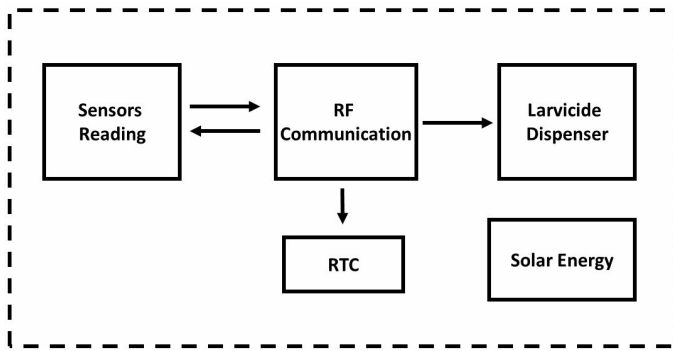 Sensors
Reading
RF
Communication
Larvicide
Dispenser
RTC
Solar Energy